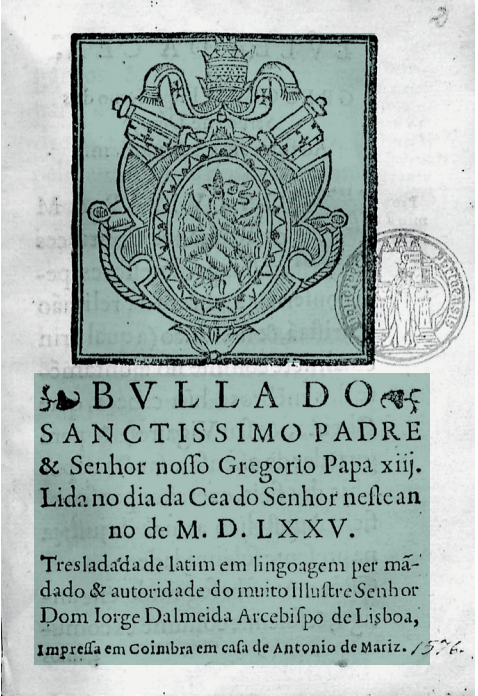 BVLLA DO
SANCTISSIMO PADRE
& Senhor nosso Gregorio Papa xiij.
Lida no dia da Cea do Senhor neste an
no de M. D. LXXV.
Tresladada de latim em lingoagem per mā-
dado & autoridade do muito Illustre Senhor
Dom Iorge Dalmeida Arcebispo de Lisboa,
Impressa em Coimbra em casa de Antonio de Mariz. 1576.